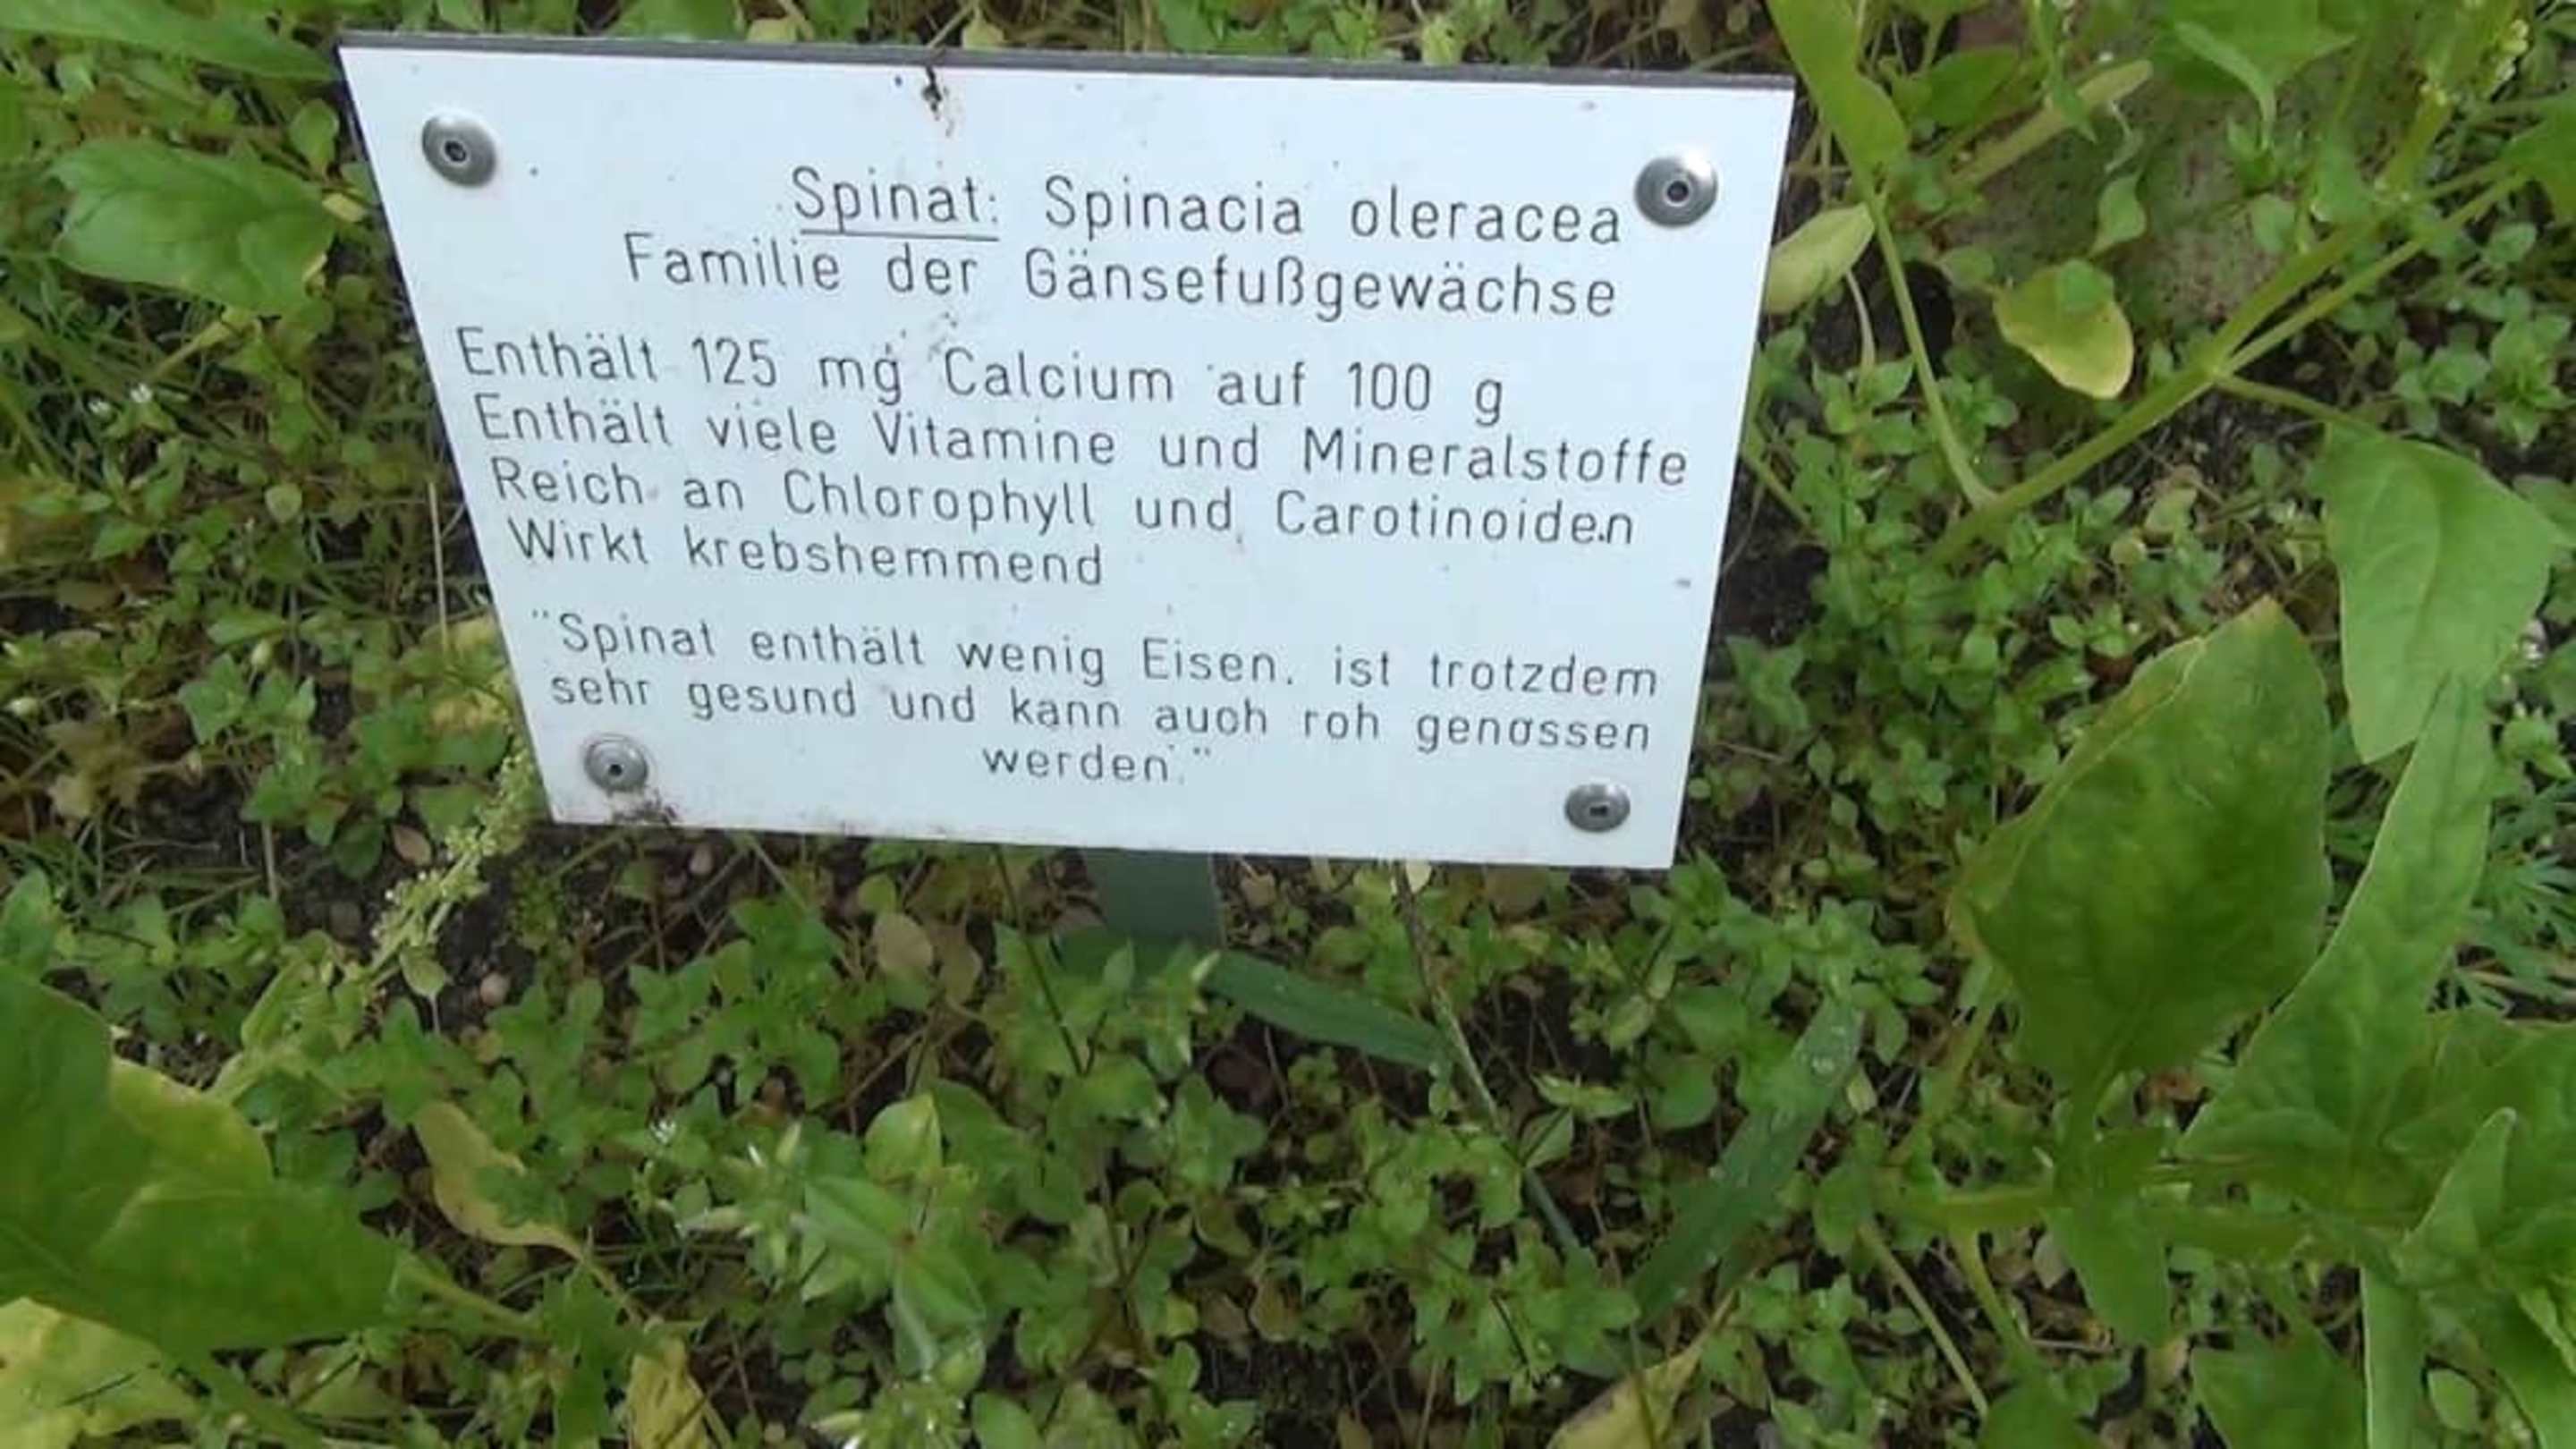 Spinat: Spinacia oleracea
Familie der Gänsefußgewächse
Enthält 125 mg Calcium auf 100 g
Enthält viele Vitamine und Mineralstoffe
Reich an Chlorophyll und Carotinoiden
Wirkt krebshemmend
"Spinat enthält wenig Eisen, ist trotzdem
sehr gesund und kann auch roh genossen
werden."